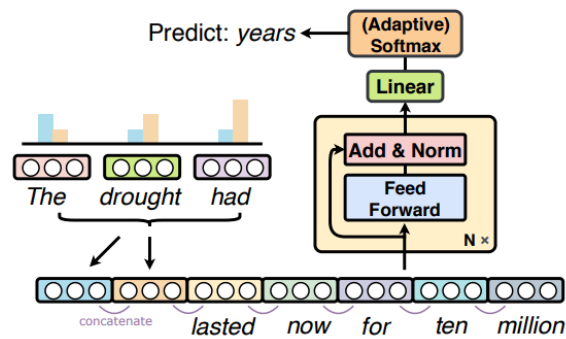 Predict: years
(Adaptive)
Softmax
Linear
Add & Norm
Feed
Forward
N ×
The drought had
concatenate
lasted now for ten million